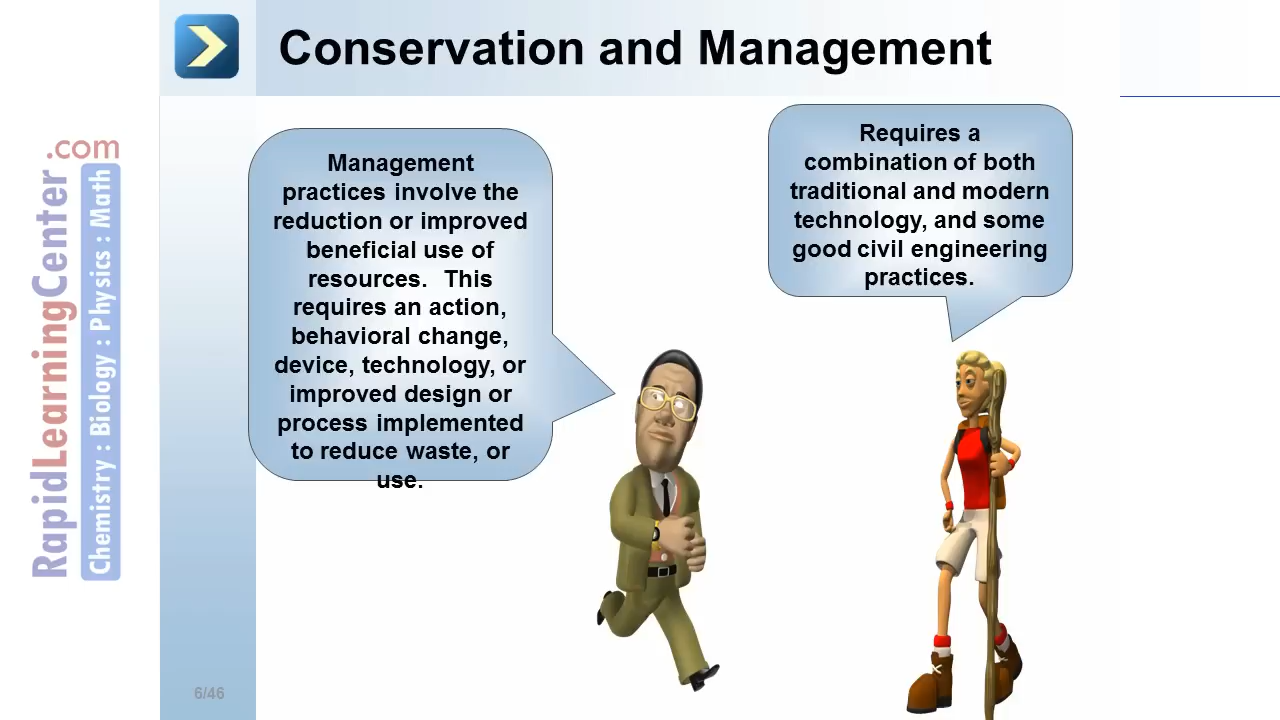 Conservation and Management
Management
practices involve the
reduction or improved
beneficial use of
resources.  This
requires an action,
behavioral change,
device, technology, or
improved design or
process implemented
to reduce waste, or
use.
Requires a
combination of both
traditional and modern
technology, and some
good civil engineering
practices.
RapidLearningCenter
.com
Chemistry : Biology : Physics : Math
6/46